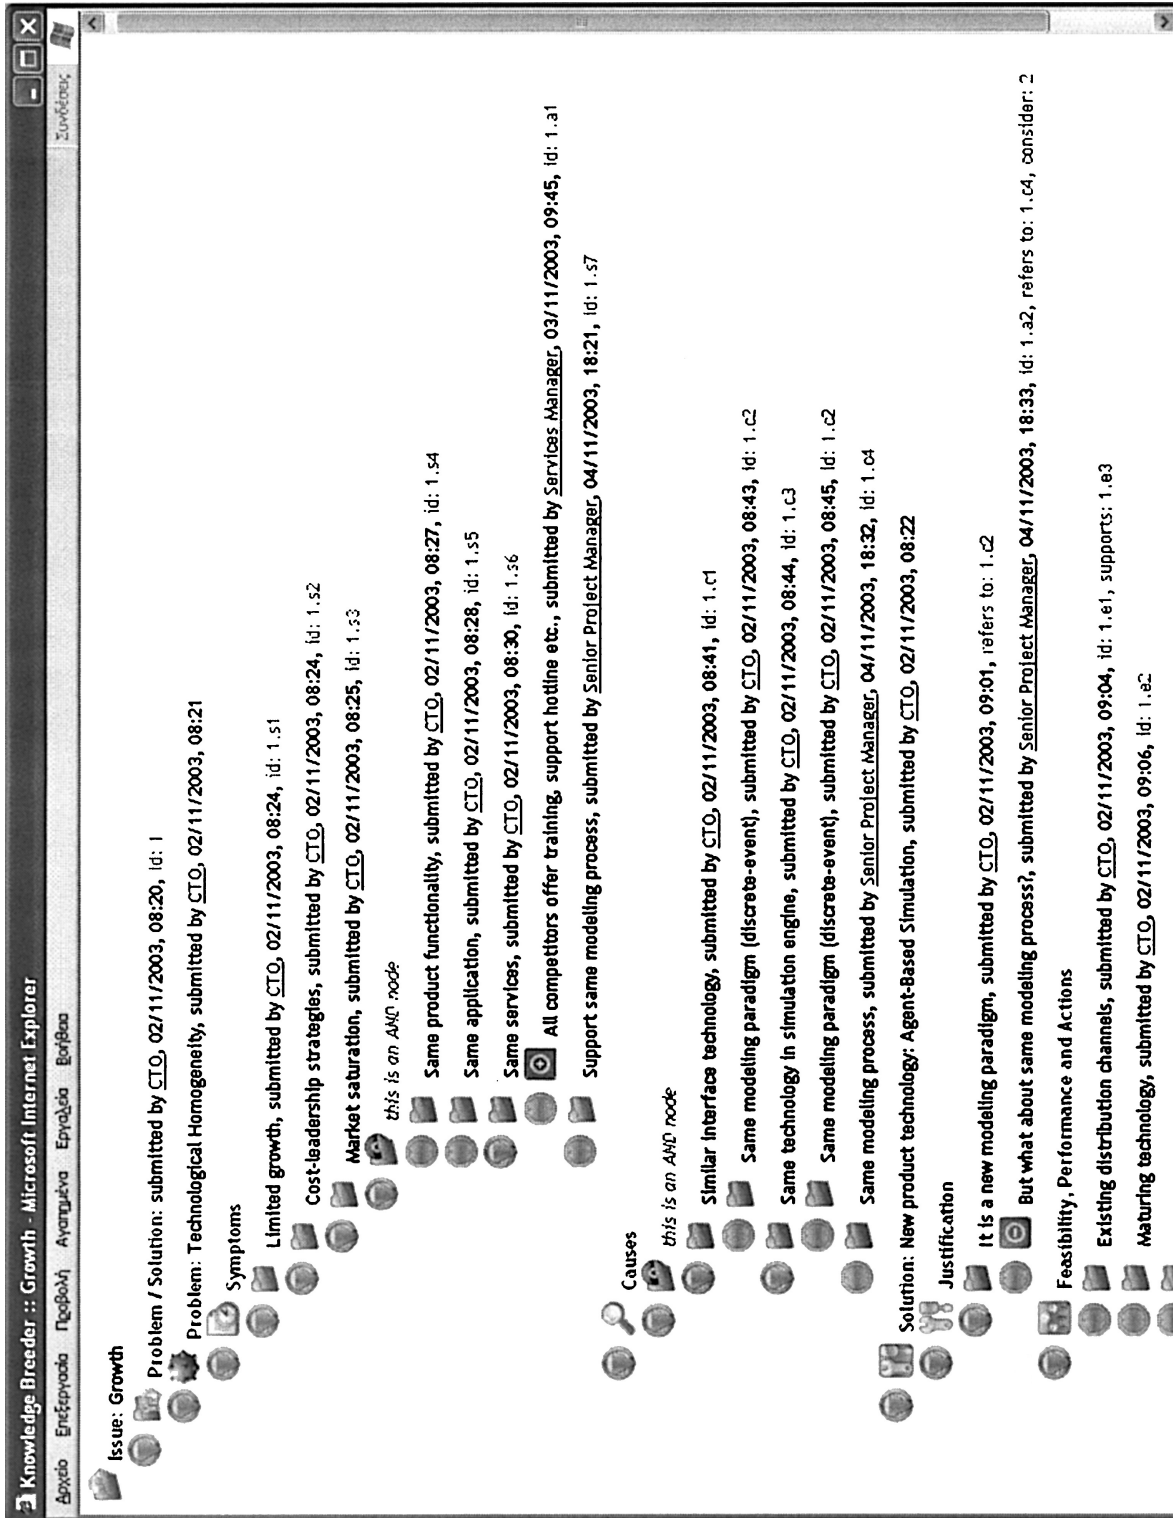 Knowledge Breeder :: Growth - Microsoft Internet Explorer
Αρχείο Επεξεργασία Προβολή Αγαπημένα Εργαλεία Βοήθεια Συνδέσεις
Issue: Growth
Problem / Solution: submitted by CTO, 02/11/2003, 08:20, id: 1
Problem: Technological Homogeneity, submitted by CTO, 02/11/2003, 08:21
Symptoms
Limited growth, submitted by CTO, 02/11/2003, 08:24, id: 1.s1
Cost-leadership strategies, submitted by CTO, 02/11/2003, 08:24, id: 1.s2
Market saturation, submitted by CTO, 02/11/2003, 08:25, id: 1.s3
this is an AND node
Same product functionality, submitted by CTO, 02/11/2003, 08:27, id: 1.s4
Same application, submitted by CTO, 02/11/2003, 08:28, id: 1.s5
Same services, submitted by CTO, 02/11/2003, 08:30, id: 1.s6
All competitors offer training, support hotline etc., submitted by Services Manager, 03/11/2003, 09:45, id: 1.a1
Support same modeling process, submitted by Senior Project Manager, 04/11/2003, 18:21, id: 1.s7
Causes
this is an AND node
Similar interface technology, submitted by CTO, 02/11/2003, 08:41, id: 1.c1
Same modeling paradigm (discrete-event), submitted by CTO, 02/11/2003, 08:43, id: 1.c2
Same technology in simulation engine, submitted by CTO, 02/11/2003, 08:44, id: 1.c3
Same modeling paradigm (discrete-event), submitted by CTO, 02/11/2003, 08:45, id: 1.c2
Same modeling process, submitted by Senior Project Manager, 04/11/2003, 18:32, id: 1.c4
Solution: New product technology: Agent-Based Simulation, submitted by CTO, 02/11/2003, 08:22
Justification
It is a new modeling paradigm, submitted by CTO, 02/11/2003, 09:01, refers to: 1.c2
But what about same modeling process?, submitted by Senior Project Manager, 04/11/2003, 18:33, id: 1.a2, refers to: 1.c4, consider: 2
Feasibility, Performance and Actions
Existing distribution channels, submitted by CTO, 02/11/2003, 09:04, id: 1.e1, supports: 1.e3
Maturing technology, submitted by CTO, 02/11/2003, 09:06, id: 1.e2